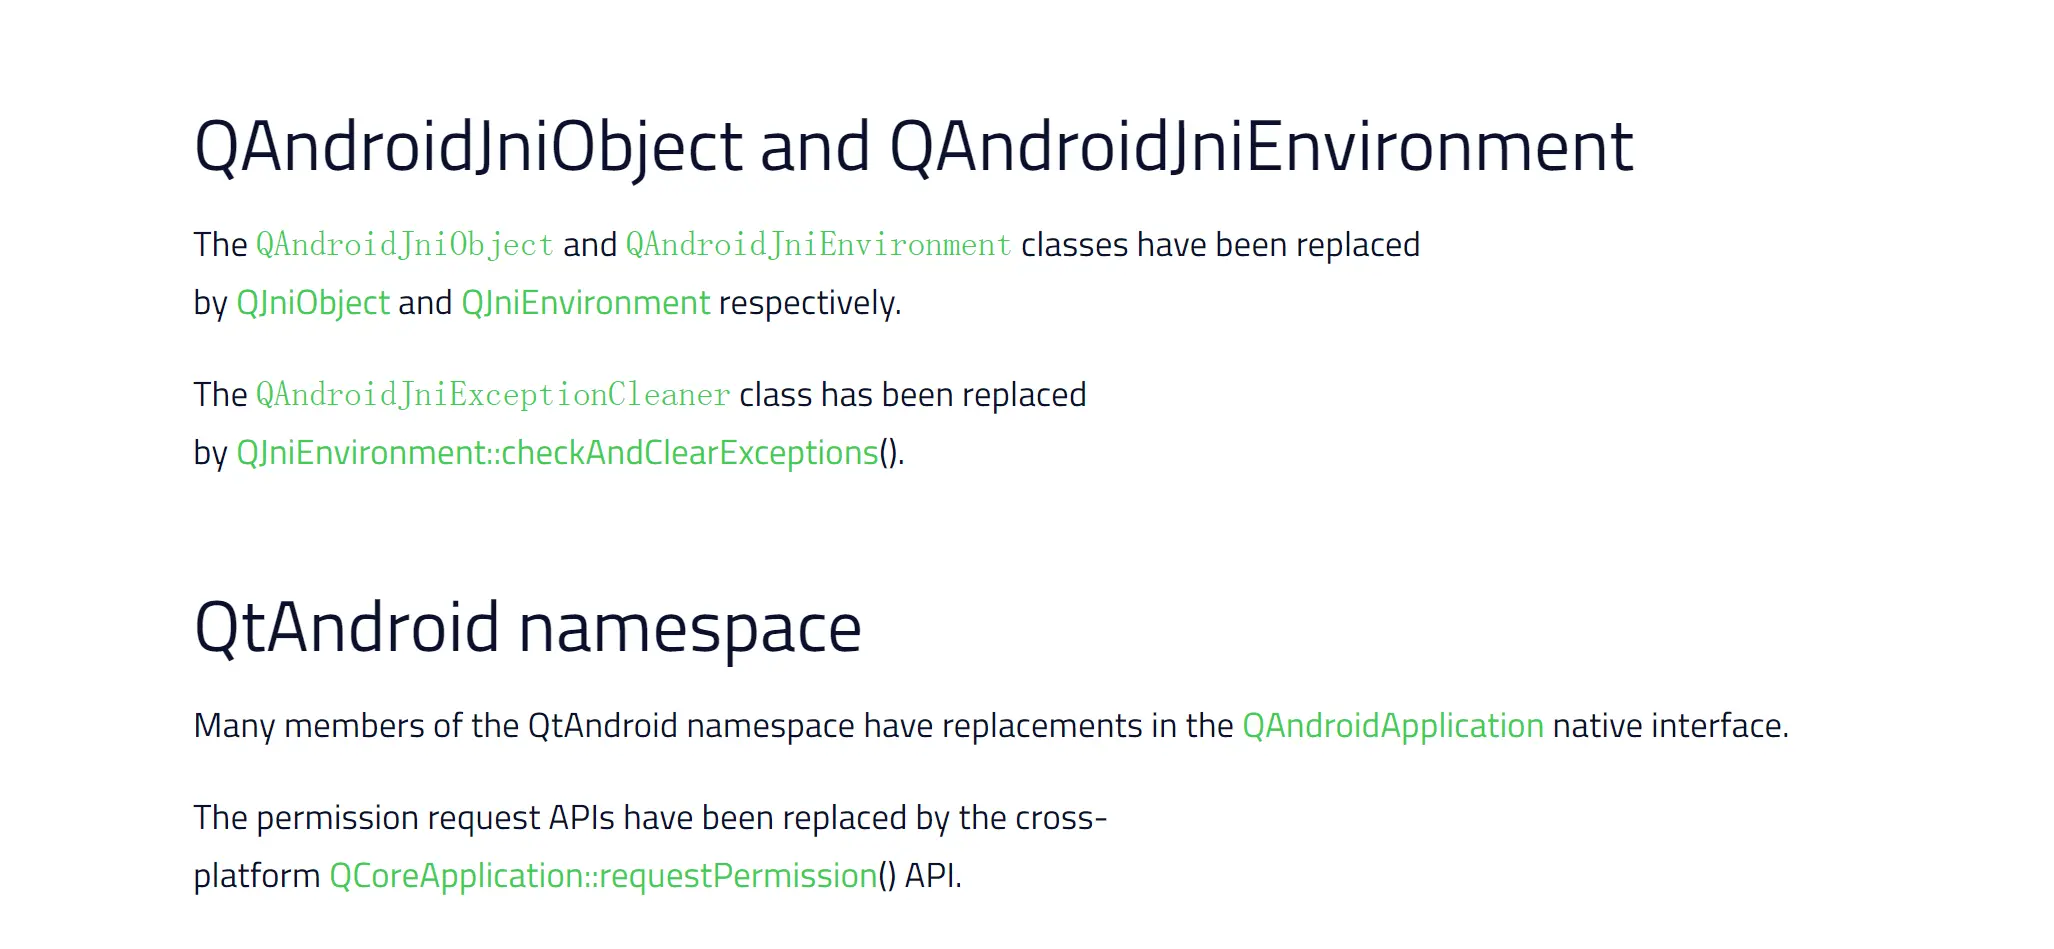 QAndroidJniObject and QAndroidJniEnvironment
The QAndroidJniObject and QAndroidJniEnvironment classes have been replaced
by QJniObject and QJniEnvironment respectively.
The QAndroidJniExceptionCleaner class has been replaced
by QJniEnvironment::checkAndClearExceptions().
QtAndroid namespace
Many members of the QtAndroid namespace have replacements in the QAndroidApplication native interface.
The permission request APIs have been replaced by the cross-
platform QCoreApplication::requestPermission() API.